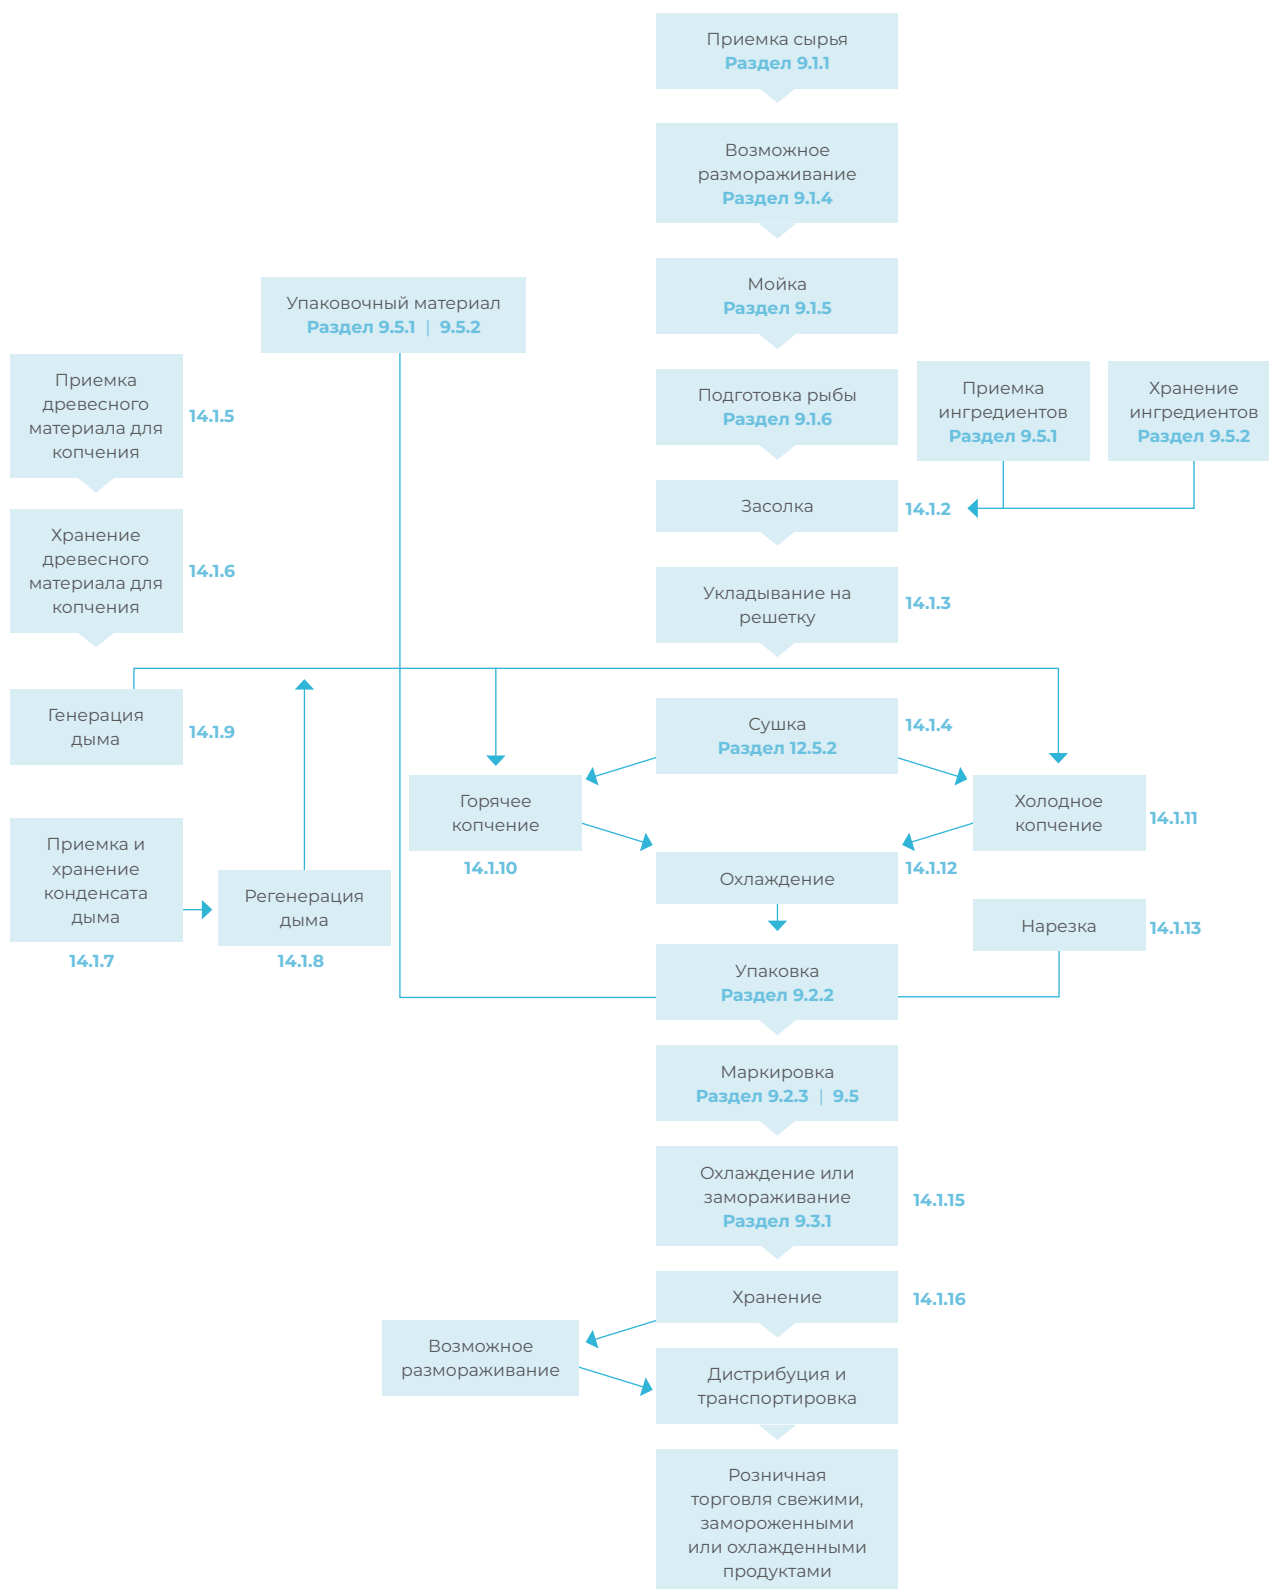 Приемка сырья
Раздел 9.1.1
Возможное
размораживание
Раздел 9.1.4
Мойка
Раздел 9.1.5
Упаковочный материал
Раздел 9.5.1 | 9.5.2
Приемка
древесного
материала для
копчения
14.1.5
Подготовка рыбы
Раздел 9.1.6
Приемка
ингредиентов
Раздел 9.5.1
Хранение
ингредиентов
Раздел 9.5.2
Засолка
14.1.2
Хранение
древесного
материала для
копчения
14.1.6
Укладывание на
решетку
14.1.3
Генерация
дыма
14.1.9
Сушка
Раздел 12.5.2
14.1.4
Горячее
копчение
14.1.10
Холодное
копчение
14.1.11
Приемка и
хранение
конденсата
дыма
14.1.7
Регенерация
дыма
14.1.8
Охлаждение
14.1.12
Нарезка
14.1.13
Упаковка
Раздел 9.2.2
Маркировка
Раздел 9.2.3 | 9.5
Охлаждение или
замораживание
Раздел 9.3.1
14.1.15
Хранение
14.1.16
Возможное
размораживание
Дистрибуция и
транспортировка
Розничная
торговля свежими,
замороженными
или охлажденными
продуктами